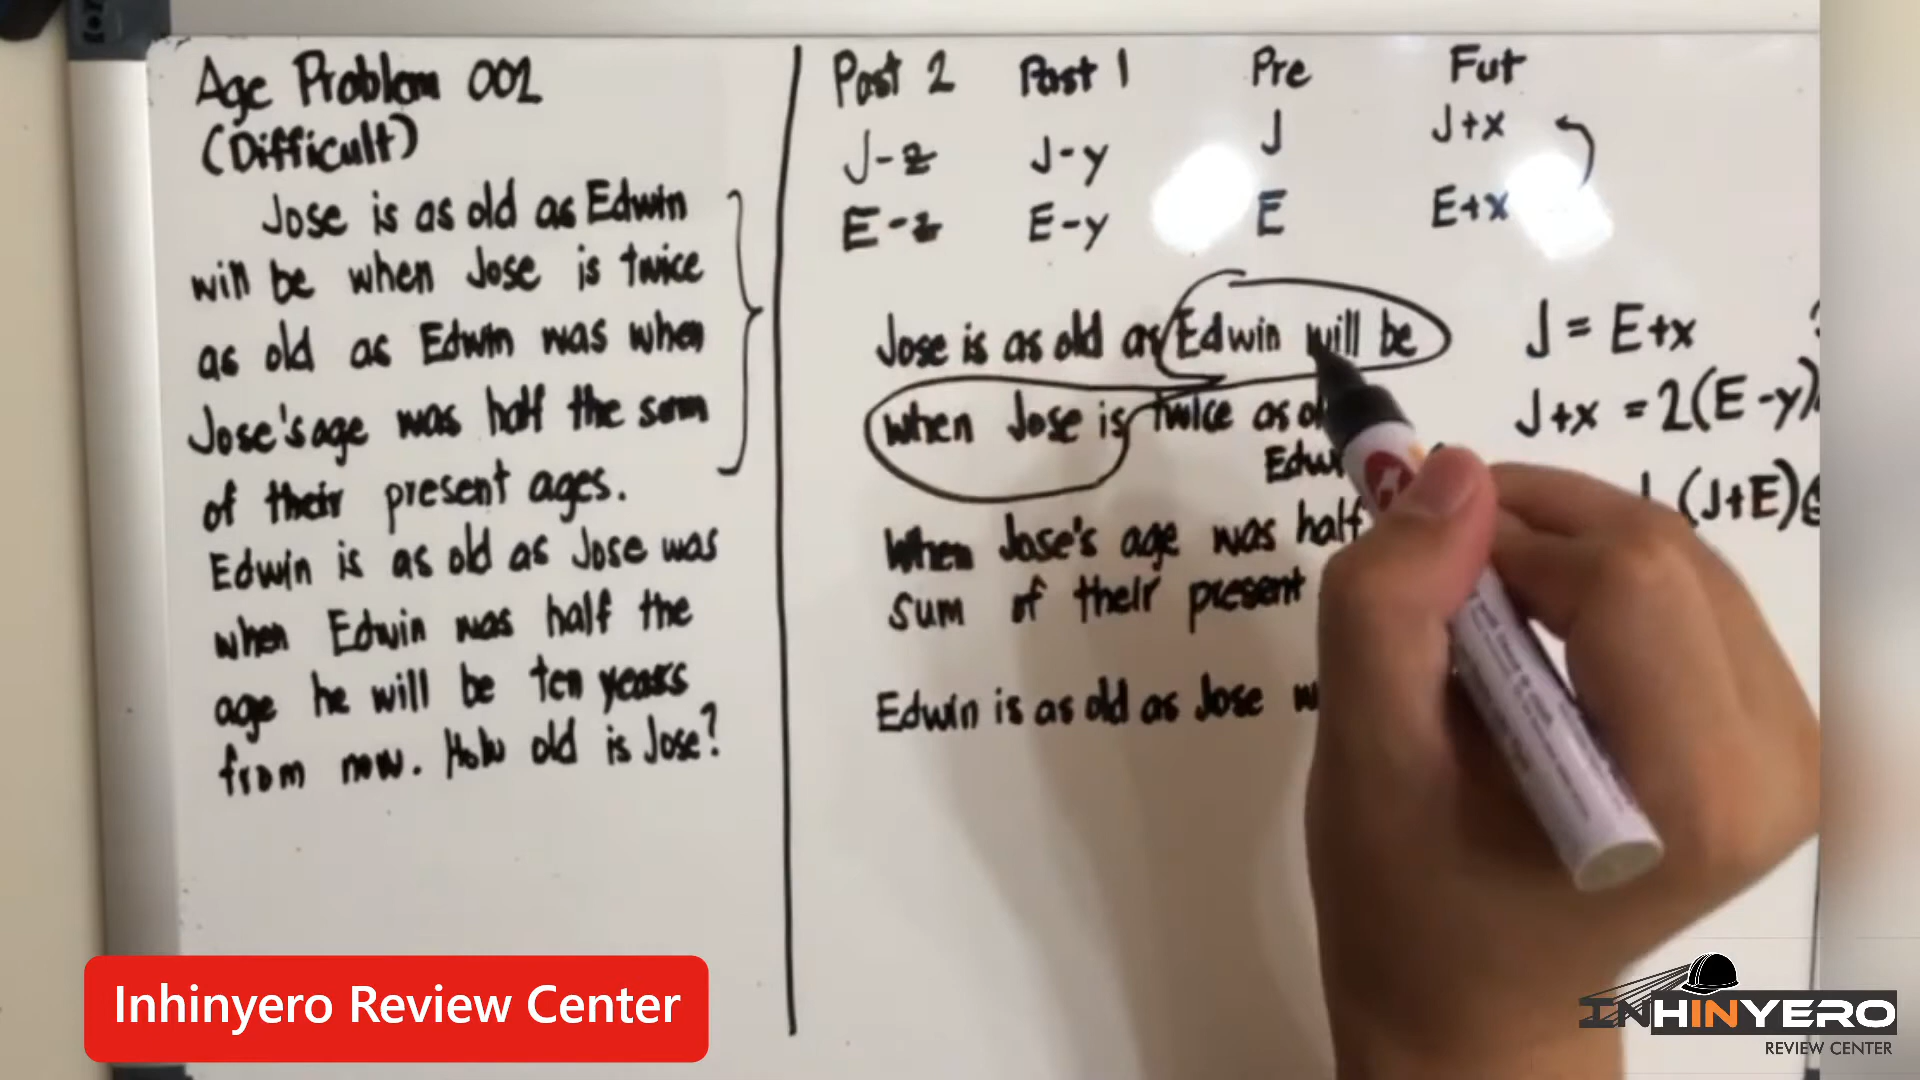 Age Problem 002
(Difficult)
Jose is as old as Edwin
will be when Jose is twice
as old as Edwin was when
Jose's age was half the sum
of their present ages.
Edwin is as old as Jose was
when Edwin was half the
age he will be ten years
from now. How old is Jose?
Past 2 Past 1 Pre Fut
J-z J-y J J+x
E-z E-y E E+x
Jose is as old as Edwin will be
when Jose is twice as
When Jose's age was half
sum of their present
Edwin is as old as Jose
J = E+x
J+x = 2(E-y)
(J+E)
Inhinyero Review Center
INHINYERO
REVIEW CENTER